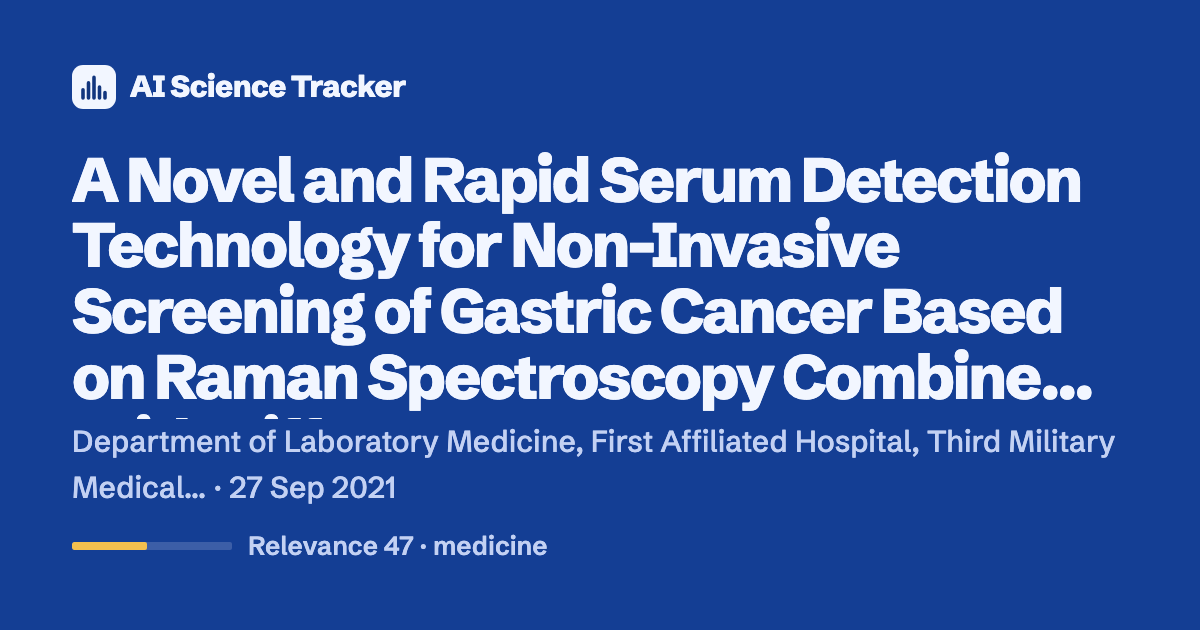 AI Science Tracker
A Novel and Rapid Serum Detection
Technology for Non-Invasive
Screening of Gastric Cancer Based
on Raman Spectroscopy Combine...
Department of Laboratory Medicine, First Affiliated Hospital, Third Military
Medical... · 27 Sep 2021
Relevance 47 · medicine